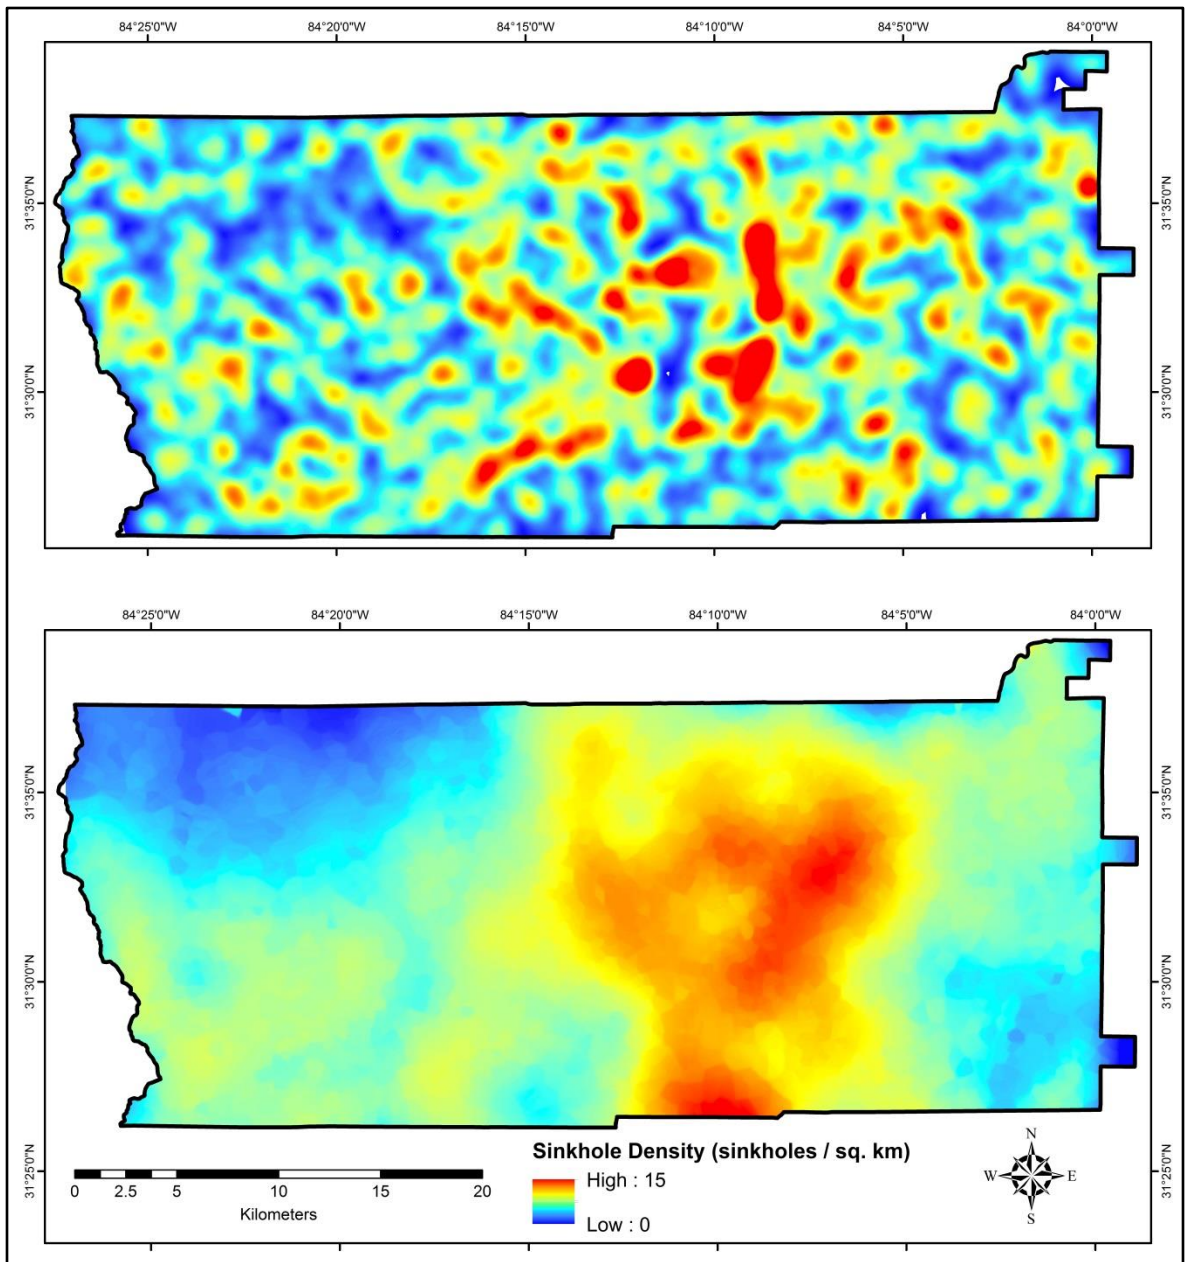 84°25'0"W 84°20'0"W 84°15'0"W 84°10'0"W 84°5'0"W 84°0'0"W
31°35'0"N 31°35'0"N
31°30'0"N 31°30'0"N
84°25'0"W 84°20'0"W 84°15'0"W 84°10'0"W 84°5'0"W 84°0'0"W
31°35'0"N 31°35'0"N
31°30'0"N 31°30'0"N
31°25'0"N 31°25'0"N
Sinkhole Density (sinkholes / sq. km)
High : 15
Low : 0
0 2.5 5 10 15 20
Kilometers
N
W E
S